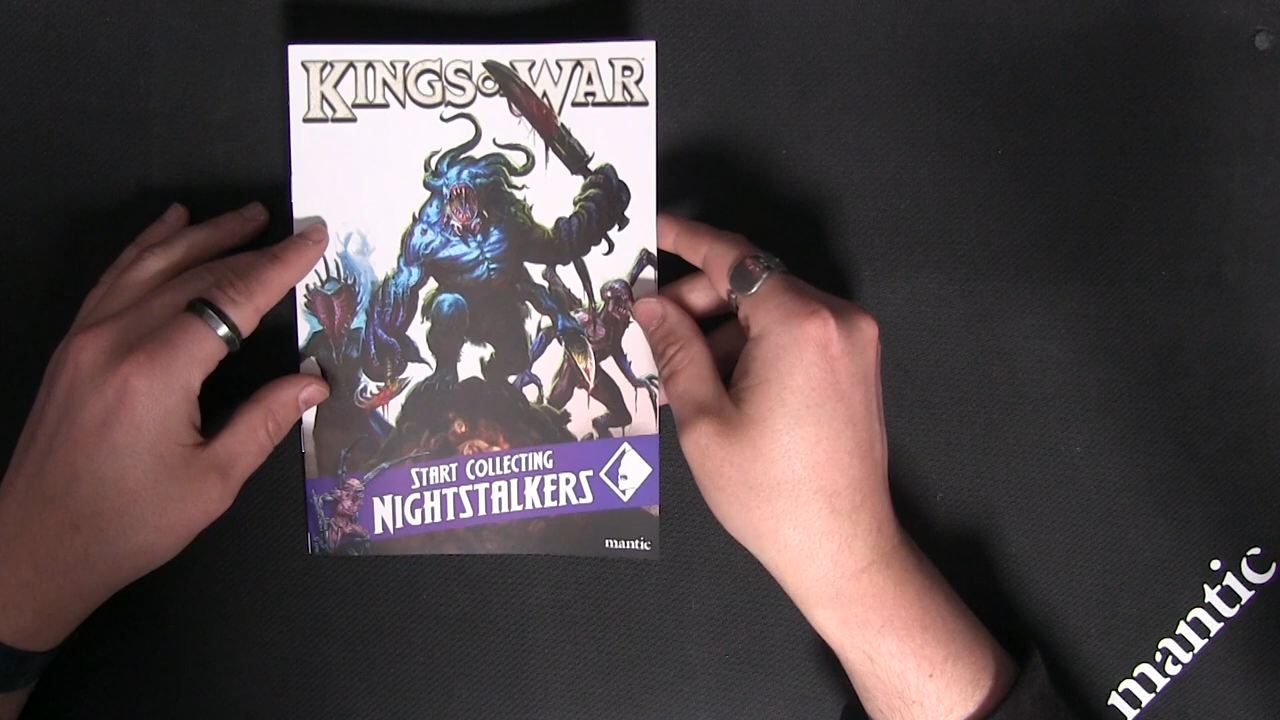 KINGS OF WAR
START COLLECTING
NIGHTSTALKERS
mantic
mantic